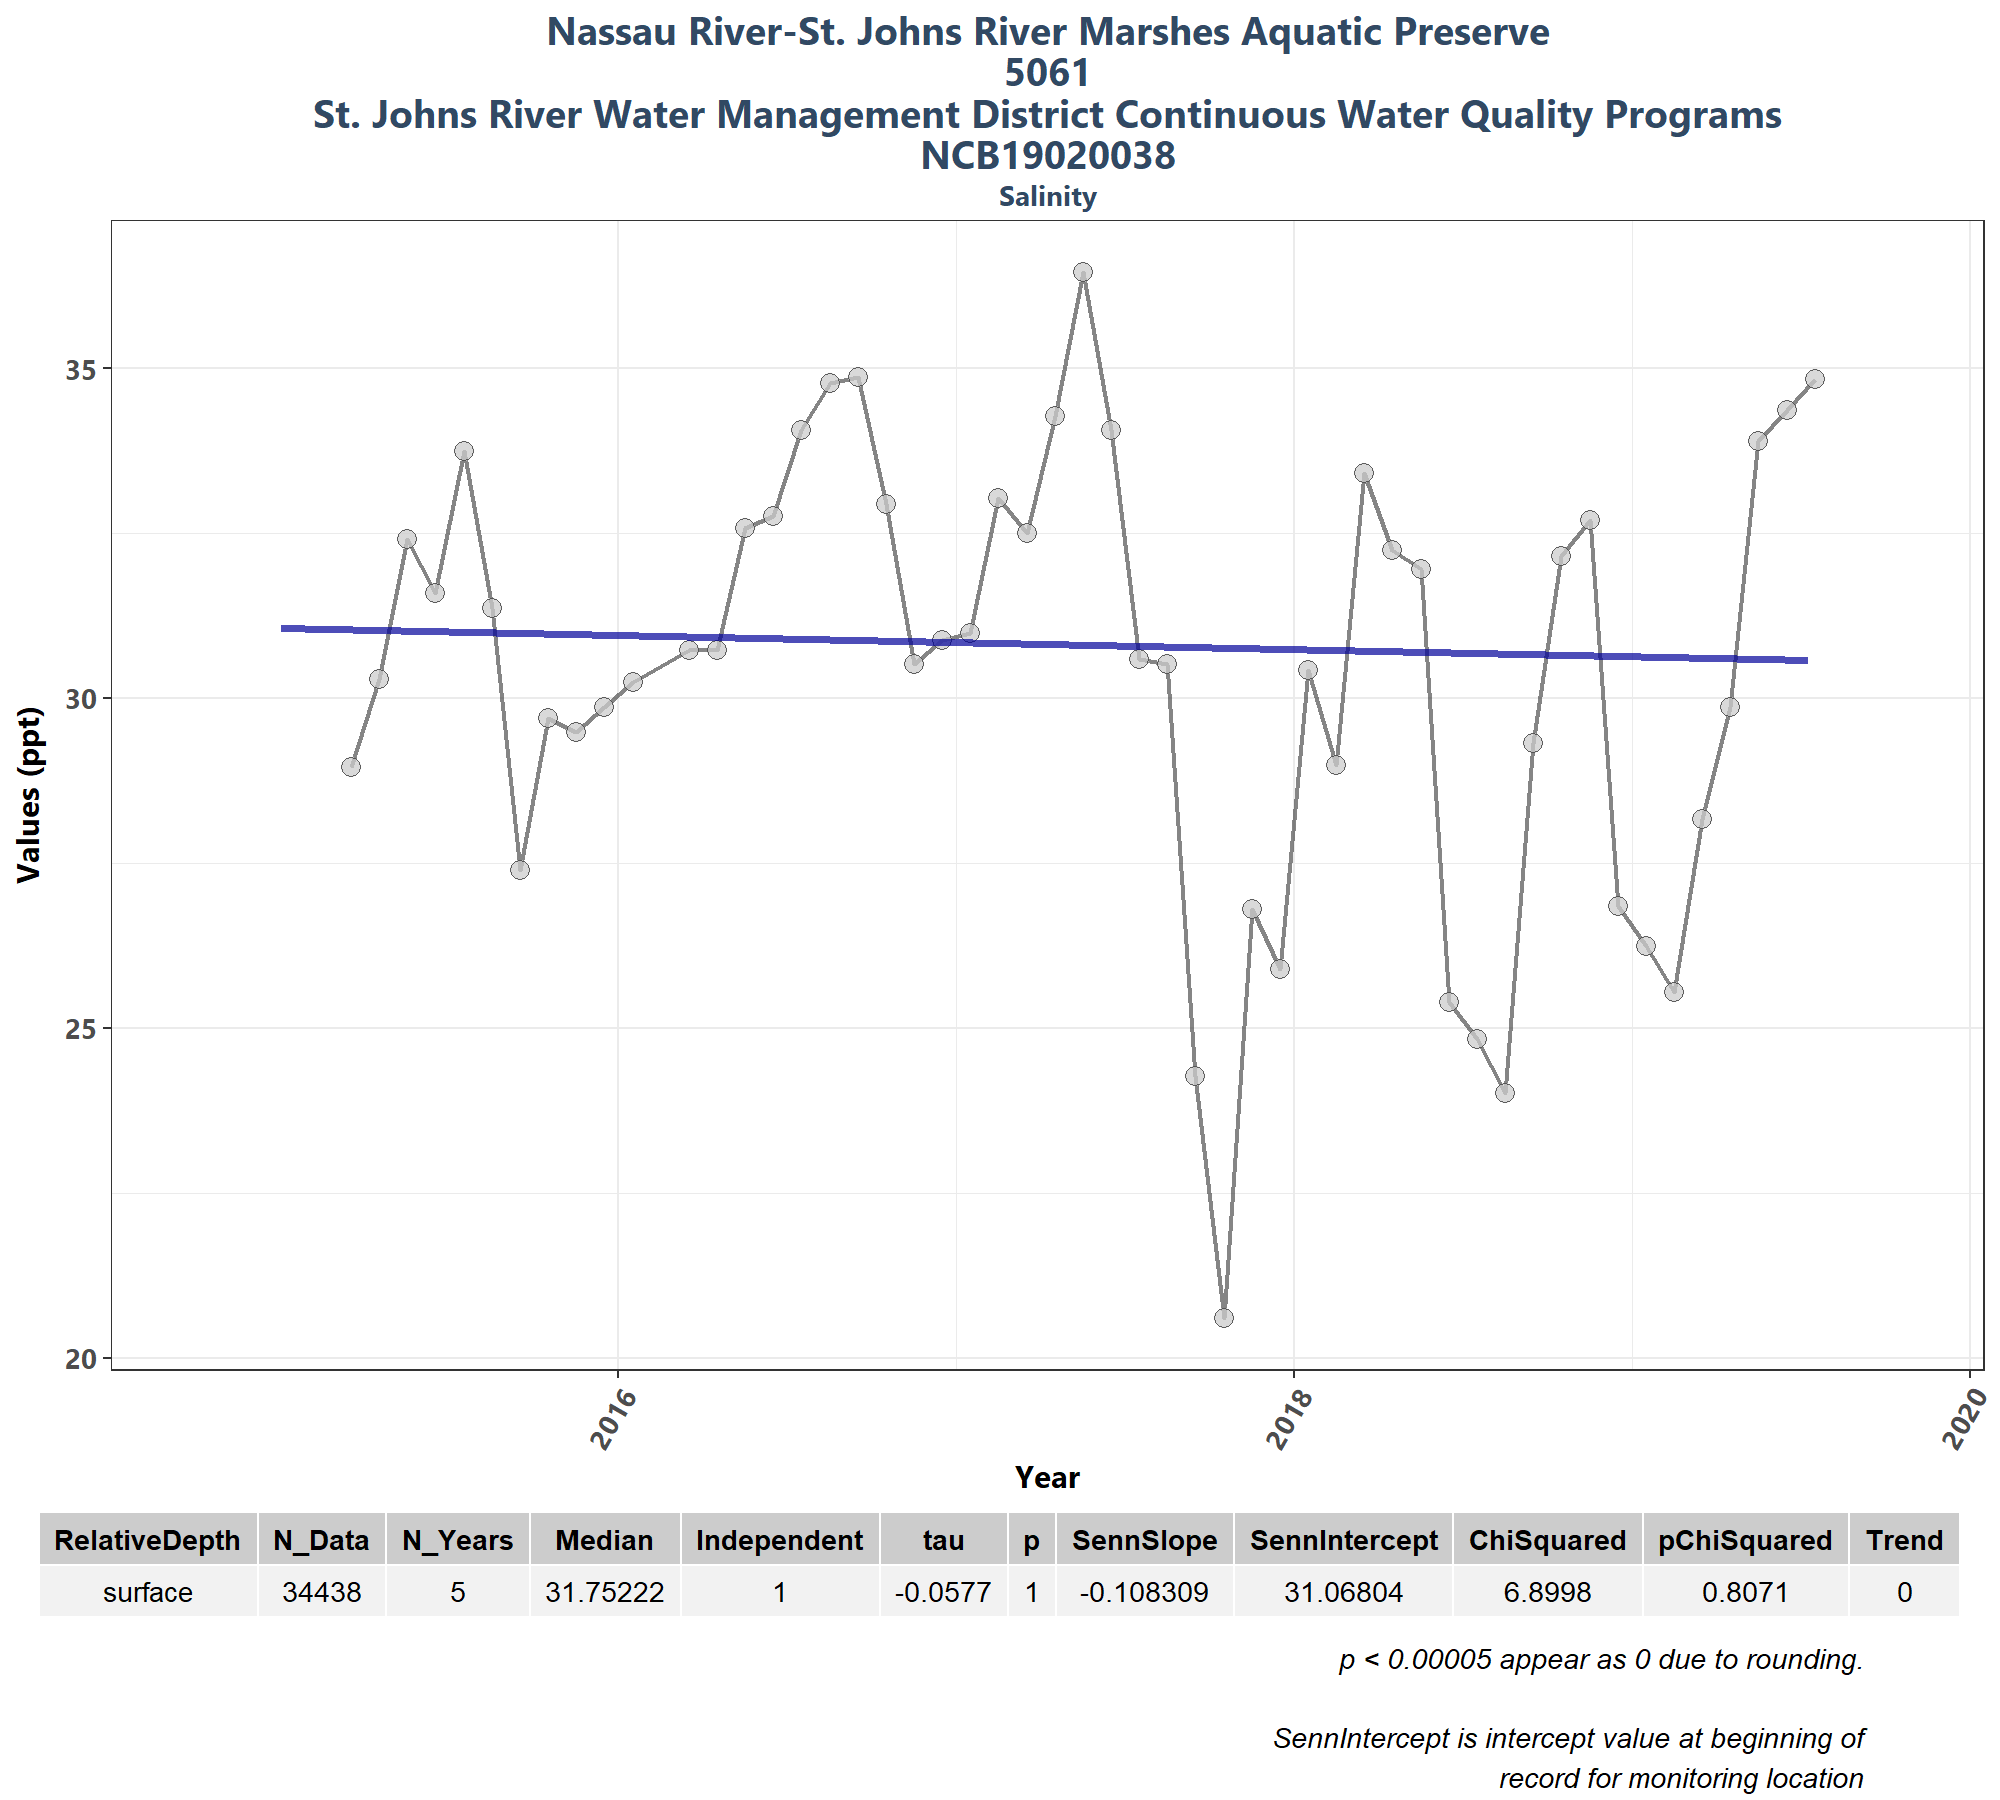 Nassau River-St. Johns River Marshes Aquatic Preserve
5061
St. Johns River Water Management District Continuous Water Quality Programs
NCB19020038
Salinity
35
30
25
20
Values (ppt)
2016
2018
2020
Year
RelativeDepth N_Data N_Years Median Independent tau p SennSlope SennIntercept ChiSquared pChiSquared Trend
surface 34438 5 31.75222 1 -0.0577 1 -0.108309 31.06804 6.8998 0.8071 0
p < 0.00005 appear as 0 due to rounding.
SennIntercept is intercept value at beginning of
record for monitoring location